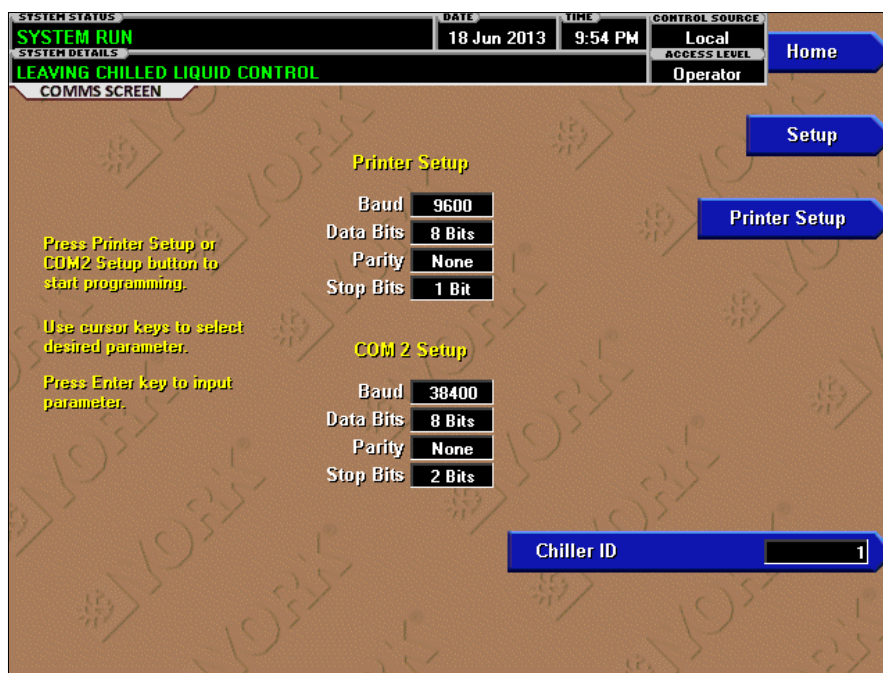 SYSTEM STATUS
SYSTEM RUN
DATE
18 Jun 2013
TIME
9:54 PM
CONTROL SOURCE
Local
SYSTEM DETAILS
LEAVING CHILLED LIQUID CONTROL
ACCESS LEVEL
Operator
Home
COMMS SCREEN
Setup
Printer Setup
Printer Setup
Baud 9600
Data Bits 8 Bits
Parity None
Stop Bits 1 Bit
Press Printer Setup or
COM2 Setup button to
start programming.
Use cursor keys to select
desired parameter.
Press Enter key to input
parameter.
COM 2 Setup
Baud 38400
Data Bits 8 Bits
Parity None
Stop Bits 2 Bits
Chiller ID 1
YORK®